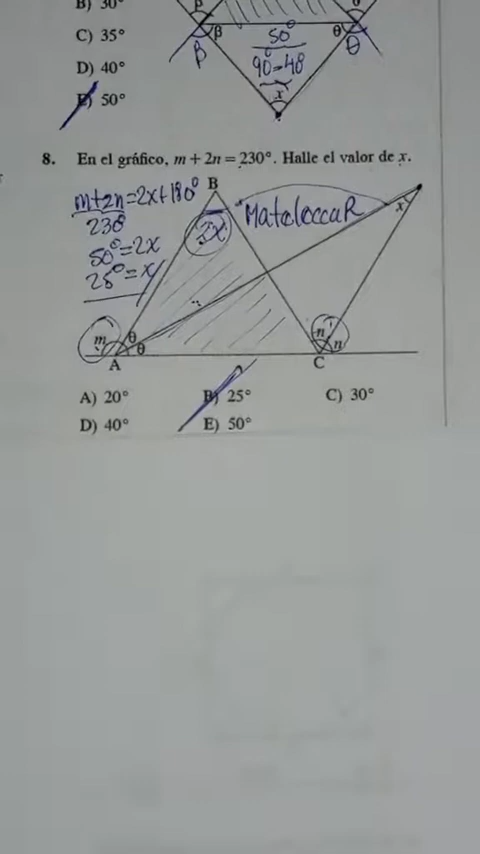 B) 30°
C) 35°
D) 40°
E) 50°
β
β
θ
θ
β
50°
θ
90-48
x
8. En el gráfico, m + 2n = 230°. Halle el valor de x.
m+2n=2x+180°
230°
50°=2x
25°=x
B
2x
MateleccaR
x
m
θ
θ
A
n
n
C
A) 20°
B) 25°
C) 30°
D) 40°
E) 50°